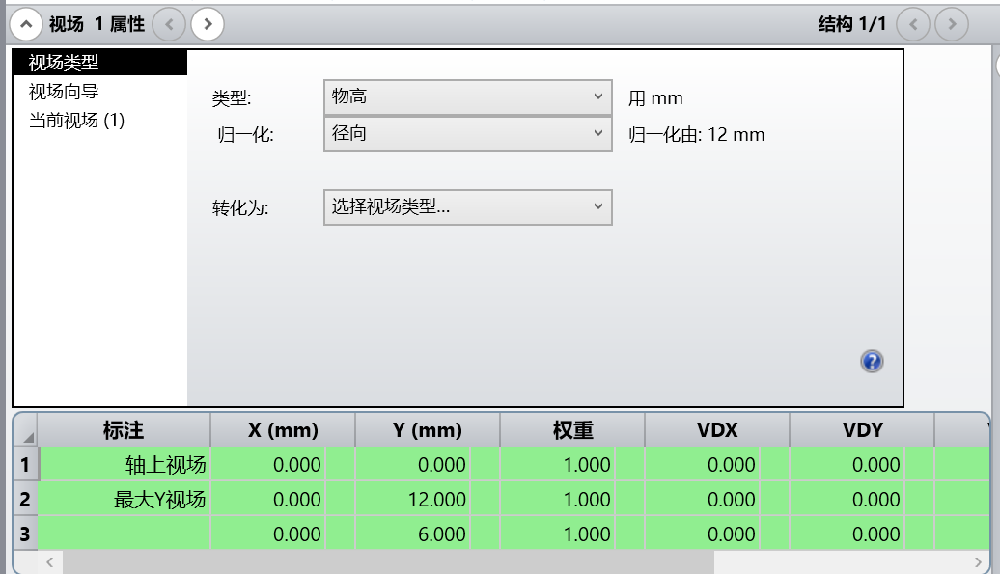 视场 1 属性 结构 1/1
视场类型
视场向导
当前视场 (1)
类型: 物高 用 mm
归一化: 径向 归一化由: 12 mm
转化为: 选择视场类型...
标注 X (mm) Y (mm) 权重 VDX VDY
1 轴上视场 0.000 0.000 1.000 0.000 0.000
2 最大Y视场 0.000 12.000 1.000 0.000 0.000
3 0.000 6.000 1.000 0.000 0.000